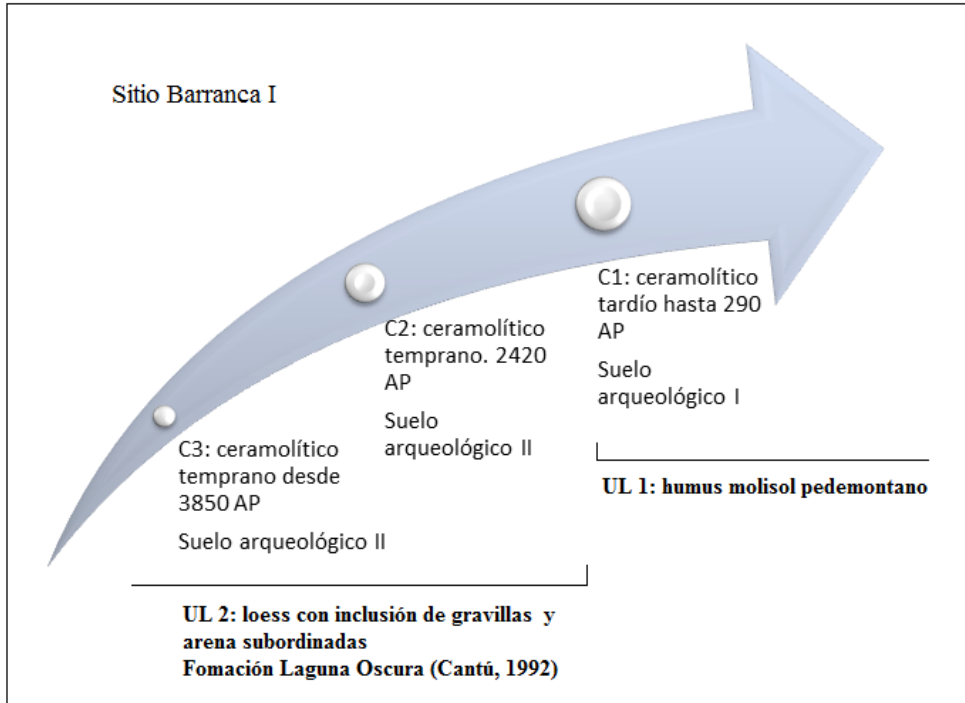 Sitio Barranca I
C1: ceramolítico
tardío hasta 290
AP
Suelo
arqueológico I
C2: ceramolítico
temprano. 2420
AP
Suelo
arqueológico II
C3: ceramolítico
temprano desde
3850 AP
Suelo arqueológico II
UL 1: humus molisol pedemontano
UL 2: loess con inclusión de gravillas y
arena subordinadas
Fomación Laguna Oscura (Cantú, 1992)